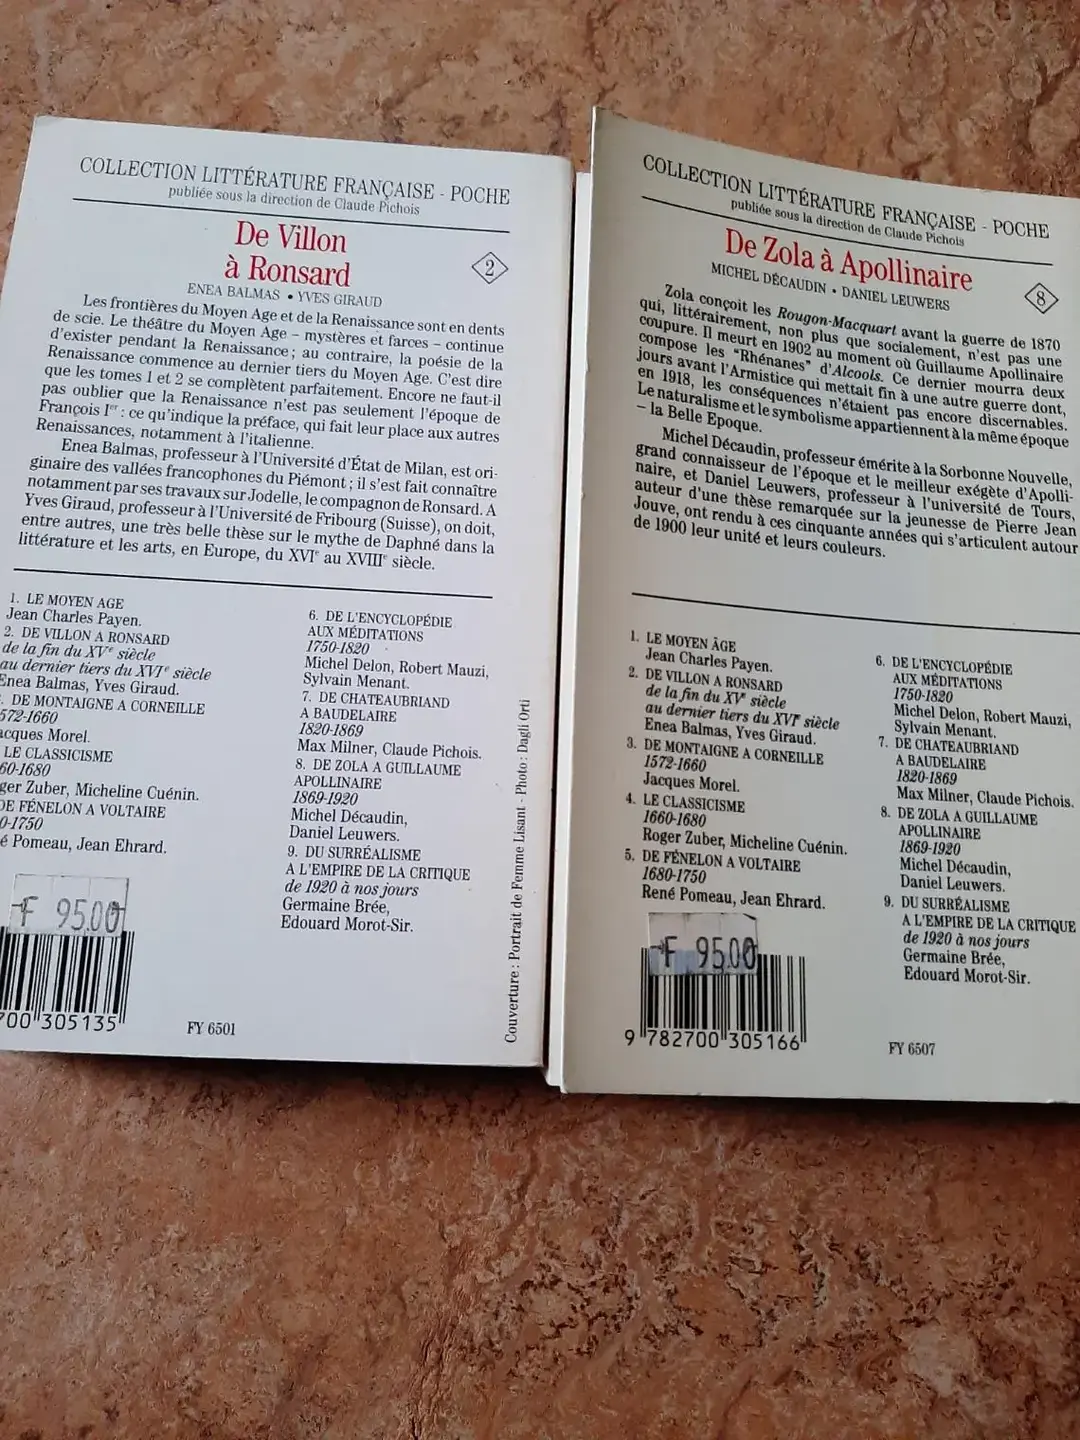 COLLECTION LITTÉRATURE FRANÇAISE - POCHE
publiée sous la direction de Claude Pichois
De Villon
à Ronsard
2
ENEA BALMAS • YVES GIRAUD
Les frontières du Moyen Age et de la Renaissance sont en dents
de scie. Le théâtre du Moyen Age – mystères et farces – continue
d'exister pendant la Renaissance ; au contraire, la poésie de la
Renaissance commence au dernier tiers du Moyen Age. C'est dire
que les tomes 1 et 2 se complètent parfaitement. Encore ne faut-il
pas oublier que la Renaissance n'est pas seulement l'époque de
François Ier : ce qu'indique la préface, qui fait leur place aux autres
Renaissances, notamment à l'italienne.
Enea Balmas, professeur à l'Université d'État de Milan, est ori-
ginaire des vallées francophones du Piémont ; il s'est fait connaître
notamment par ses travaux sur Jodelle, le compagnon de Ronsard. A
Yves Giraud, professeur à l'Université de Fribourg (Suisse), on doit,
entre autres, une très belle thèse sur le mythe de Daphné dans la
littérature et les arts, en Europe, du XVIe au XVIIIe siècle.
1. LE MOYEN AGE
Jean Charles Payen.
2. DE VILLON A RONSARD
de la fin du XVe siècle
au dernier tiers du XVIe siècle
Enea Balmas, Yves Giraud.
. DE MONTAIGNE A CORNEILLE
572-1660
acques Morel.
LE CLASSICISME
60-1680
ger Zuber, Micheline Cuénin.
DE FÉNELON A VOLTAIRE
0-1750
é Pomeau, Jean Ehrard.
6. DE L'ENCYCLOPÉDIE
AUX MÉDITATIONS
1750-1820
Michel Delon, Robert Mauzi,
Sylvain Menant.
7. DE CHATEAUBRIAND
A BAUDELAIRE
1820-1869
Max Milner, Claude Pichois.
8. DE ZOLA A GUILLAUME
APOLLINAIRE
1869-1920
Michel Décaudin,
Daniel Leuwers.
9. DU SURRÉALISME
A L'EMPIRE DE LA CRITIQUE
de 1920 à nos jours
Germaine Brée,
Edouard Morot-Sir.
F 95.00
700 305135
FY 6501
Couverture : Portrait de Femme Lisant - Photo : Dagli Orti
COLLECTION LITTÉRATURE FRANÇAISE - POCHE
publiée sous la direction de Claude Pichois
De Zola à Apollinaire
8
MICHEL DÉCAUDIN • DANIEL LEUWERS
Zola conçoit les Rougon-Macquart avant la guerre de 1870
qui, littérairement, non plus que socialement, n'est pas une
coupure. Il meurt en 1902 au moment où Guillaume Apollinaire
compose les "Rhénanes" d'Alcools. Ce dernier mourra deux
jours avant l'Armistice qui mettait fin à une autre guerre dont,
en 1918, les conséquences n'étaient pas encore discernables.
Le naturalisme et le symbolisme appartiennent à la même époque
– la Belle Epoque.
Michel Décaudin, professeur émérite à la Sorbonne Nouvelle,
grand connaisseur de l'époque et le meilleur exégète d'Apolli-
naire, et Daniel Leuwers, professeur à l'université de Tours,
auteur d'une thèse remarquée sur la jeunesse de Pierre Jean
Jouve, ont rendu à ces cinquante années qui s'articulent autour
de 1900 leur unité et leurs couleurs.
1. LE MOYEN ÂGE
Jean Charles Payen.
2. DE VILLON A RONSARD
de la fin du XVe siècle
au dernier tiers du XVIe siècle
Enea Balmas, Yves Giraud.
3. DE MONTAIGNE A CORNEILLE
1572-1660
Jacques Morel.
4. LE CLASSICISME
1660-1680
Roger Zuber, Micheline Cuénin.
5. DE FÉNELON A VOLTAIRE
1680-1750
René Pomeau, Jean Ehrard.
6. DE L'ENCYCLOPÉDIE
AUX MÉDITATIONS
1750-1820
Michel Delon, Robert Mauzi,
Sylvain Menant.
7. DE CHATEAUBRIAND
A BAUDELAIRE
1820-1869
Max Milner, Claude Pichois.
8. DE ZOLA A GUILLAUME
APOLLINAIRE
1869-1920
Michel Décaudin,
Daniel Leuwers.
9. DU SURRÉALISME
A L'EMPIRE DE LA CRITIQUE
de 1920 à nos jours
Germaine Brée,
Edouard Morot-Sir.
F 95.00
9 782700 305166
FY 6507